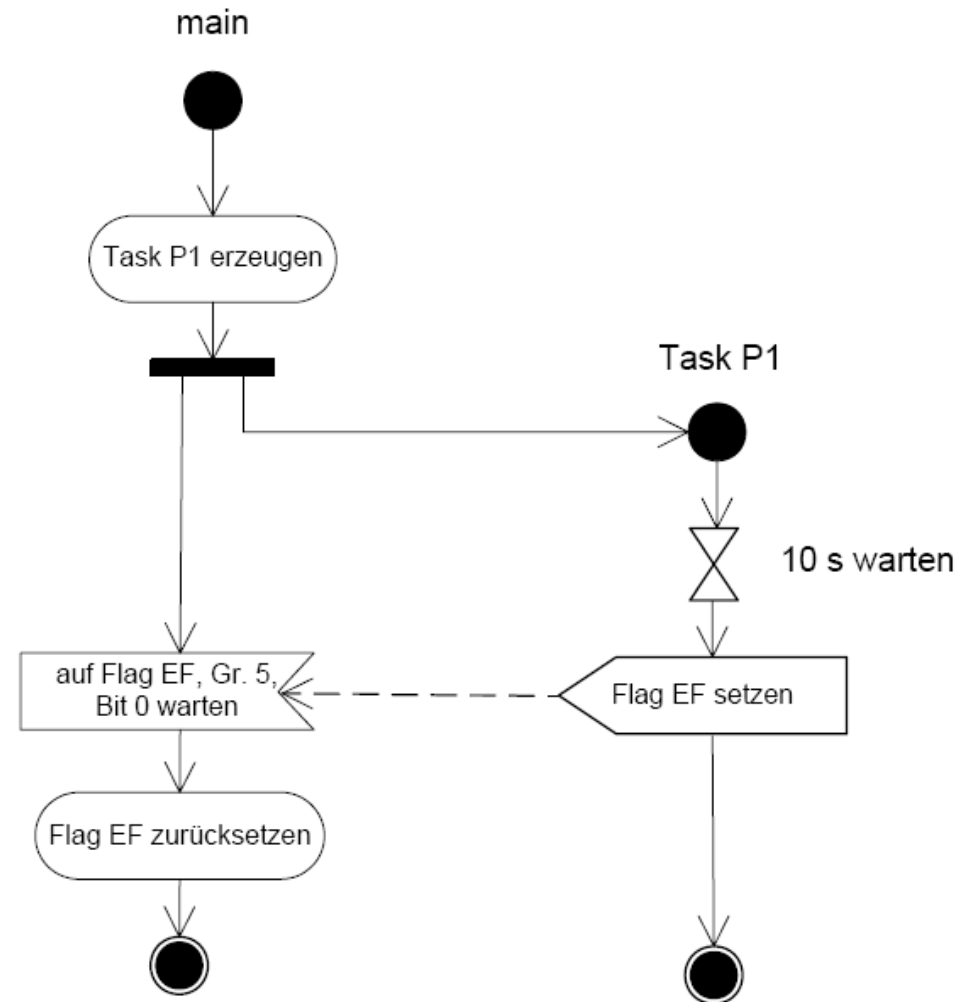 main
Task P1 erzeugen
Task P1
10 s warten
auf Flag EF, Gr. 5,
Bit 0 warten
Flag EF setzen
Flag EF zurücksetzen